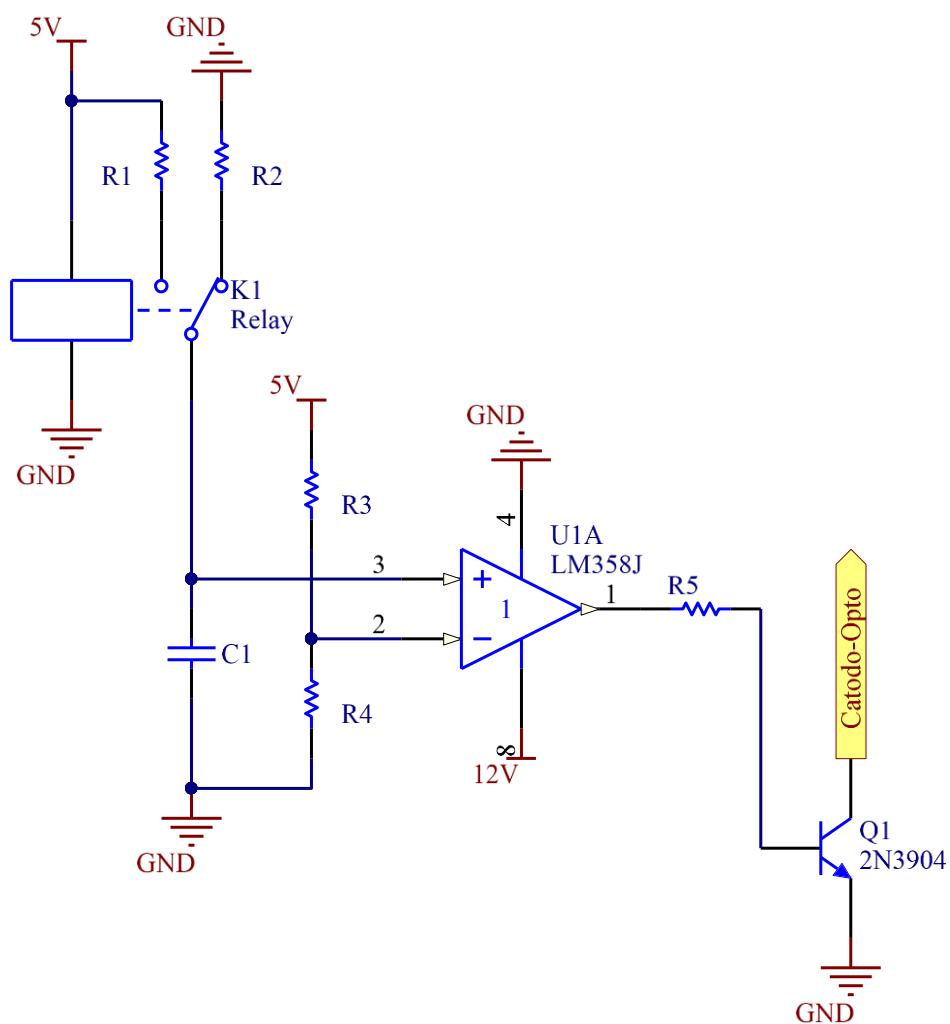 5V
GND
R1
R2
K1
Relay
5V
GND
GND
R3
4
U1A
LM358J
3
+
1
1
R5
2
−
C1
R4
8
12V
Catodo-Opto
GND
Q1
2N3904
GND